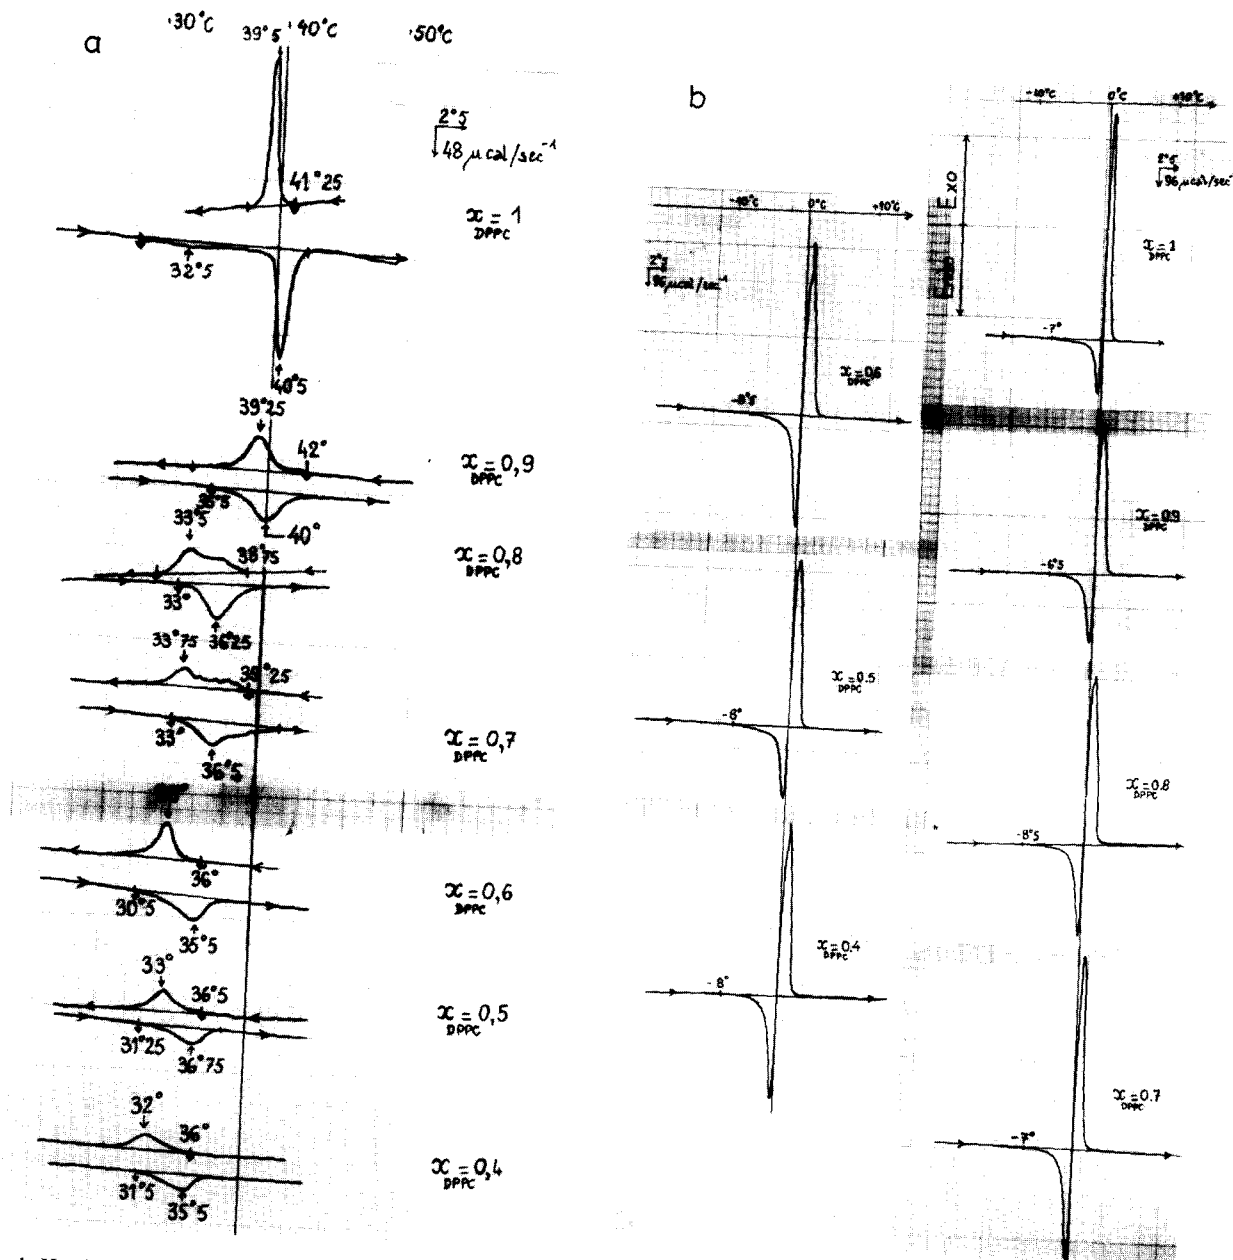 a
·30°C 39°5 40°C ·50°C
2°5
48 μcal/sec⁻¹
41°25
x = 1
DPPC
32°5
40°5
39°25
42°
x = 0,9
DPPC
40°
33°5
38°75
x = 0,8
DPPC
33°
36°25
33°75
x = 0,7
DPPC
33°
36°5
36°
x = 0,6
DPPC
30°5
35°5
33°
36°5
x = 0,5
DPPC
31°25
36°75
32°
36°
x = 0,4
DPPC
31°5
35°5
b
-10°C 0°C +10°C
96 μcal/sec⁻¹
x = 0.6
DPPC
-8°5
x = 0.5
DPPC
-6°
x = 0.4
DPPC
-8°
-10°C 0°C +10°C
Exo
2°5
96 μcal/sec
x = 1
DPPC
-7°
x = 0.9
DPPC
-6°5
x = 0.8
DPPC
-8°5
x = 0.7
DPPC
-7°